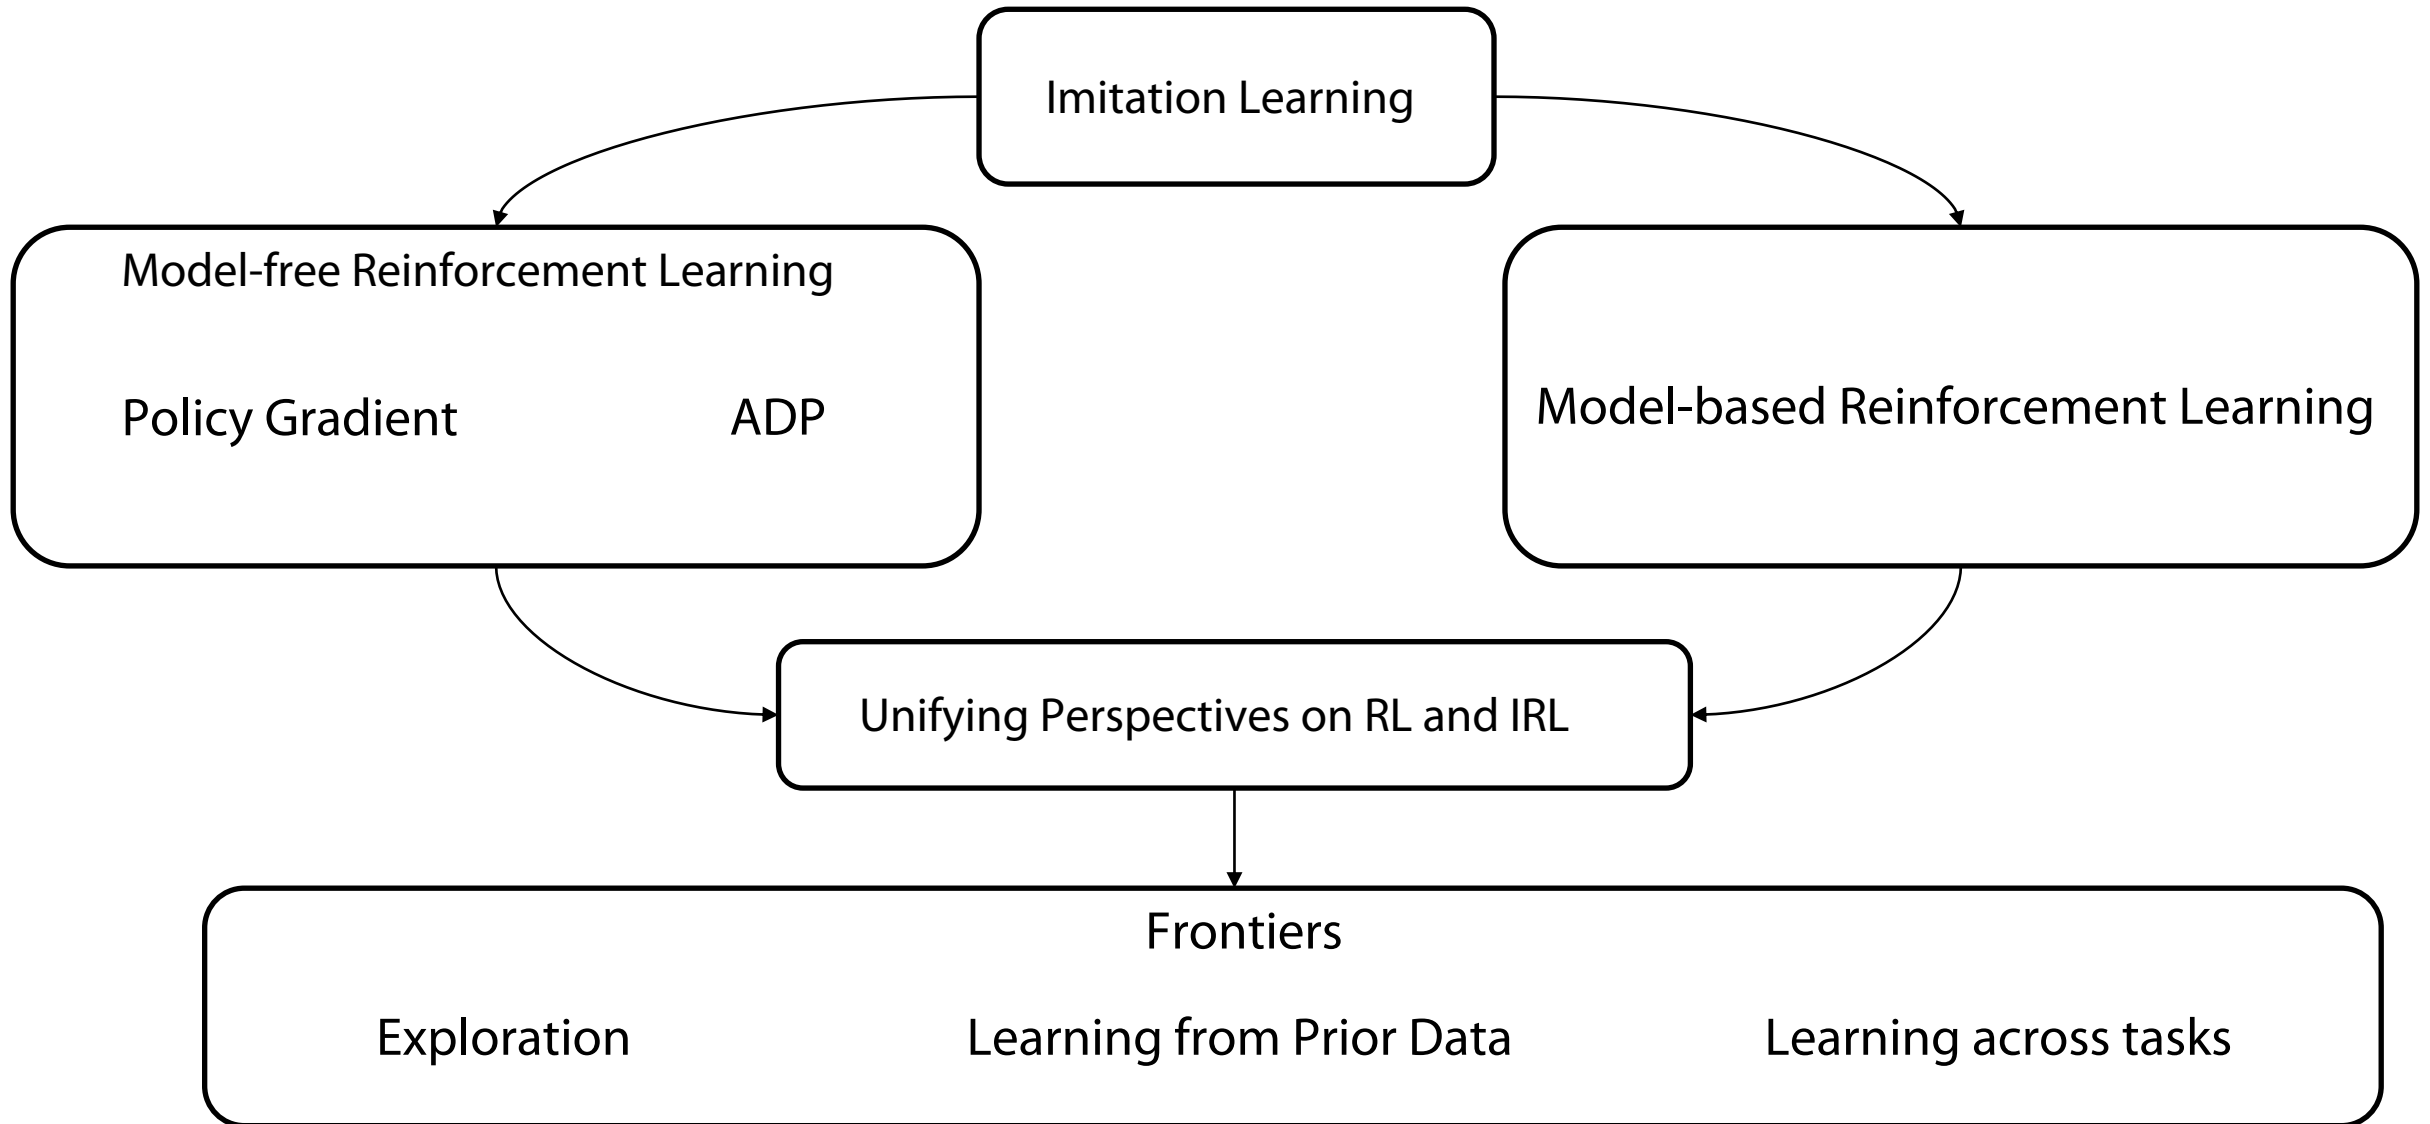 Imitation Learning
Model-free Reinforcement Learning
Policy Gradient
ADP
Model-based Reinforcement Learning
Unifying Perspectives on RL and IRL
Frontiers
Exploration
Learning from Prior Data
Learning across tasks